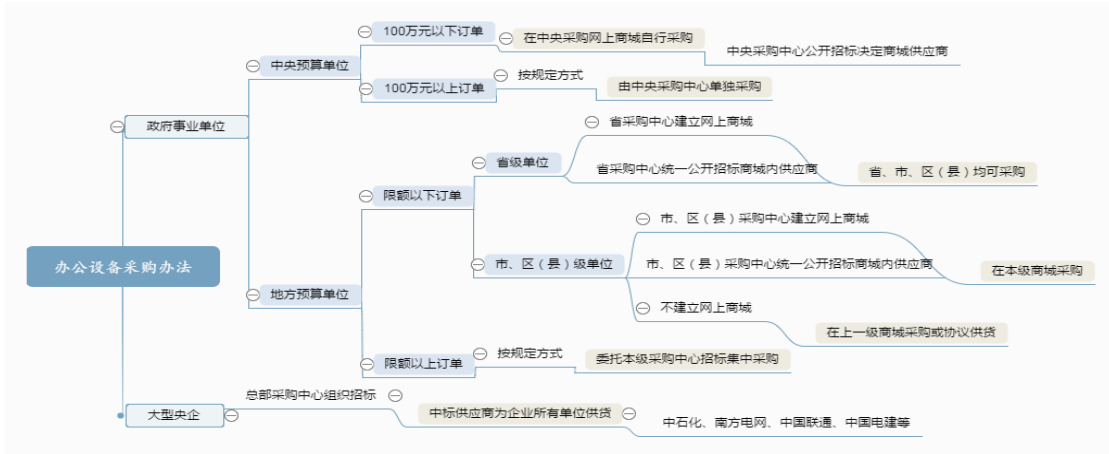 100万元以下订单
在中央采购网上商城自行采购
中央采购中心公开招标决定商城供应商
中央预算单位
按规定方式
100万元以上订单
由中央采购中心单独采购
政府事业单位
省采购中心建立网上商城
省级单位
省采购中心统一公开招标商城内供应商
省、市、区（县）均可采购
限额以下订单
市、区（县）采购中心建立网上商城
市、区（县）级单位
市、区（县）采购中心统一公开招标商城内供应商
在本级商城采购
办公设备采购办法
地方预算单位
不建立网上商城
在上一级商城采购或协议供货
限额以上订单
按规定方式
委托本级采购中心招标集中采购
总部采购中心组织招标
大型央企
中标供应商为企业所有单位供货
中石化、南方电网、中国联通、中国电建等